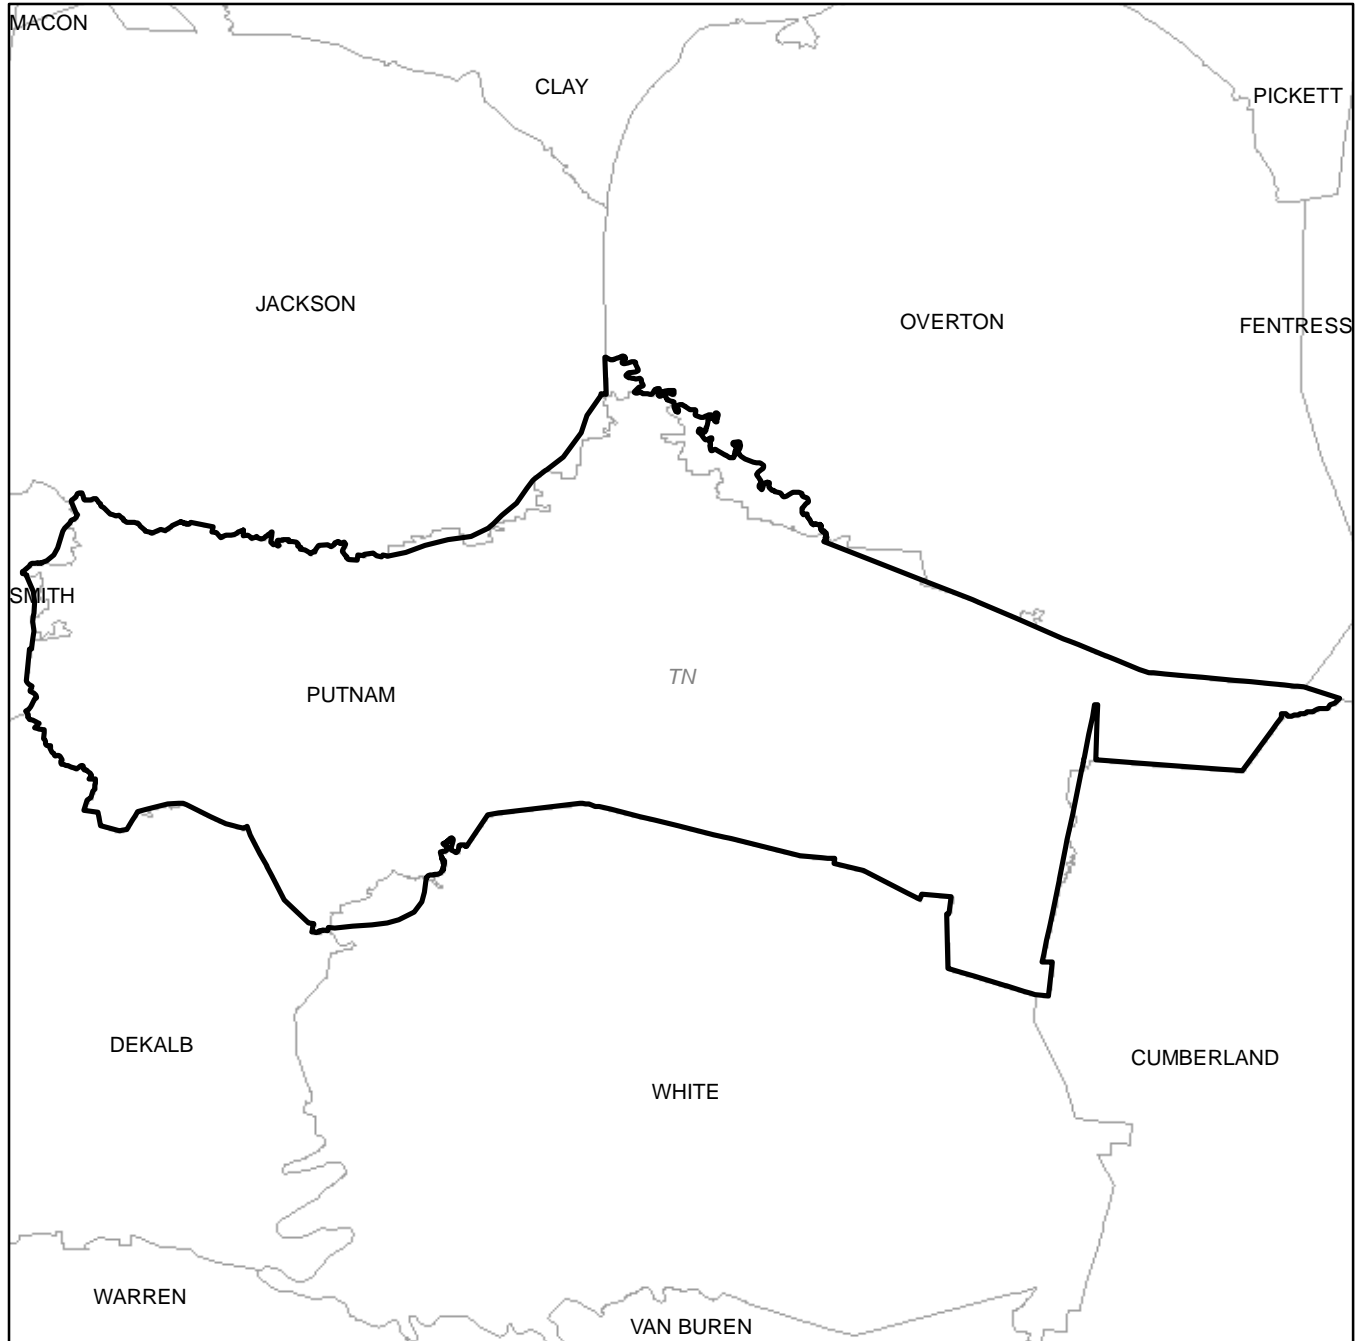 MACON
CLAY
PICKETT
JACKSON
OVERTON
FENTRESS
SMITH
TN
PUTNAM
DEKALB
CUMBERLAND
WHITE
WARREN
VAN BUREN